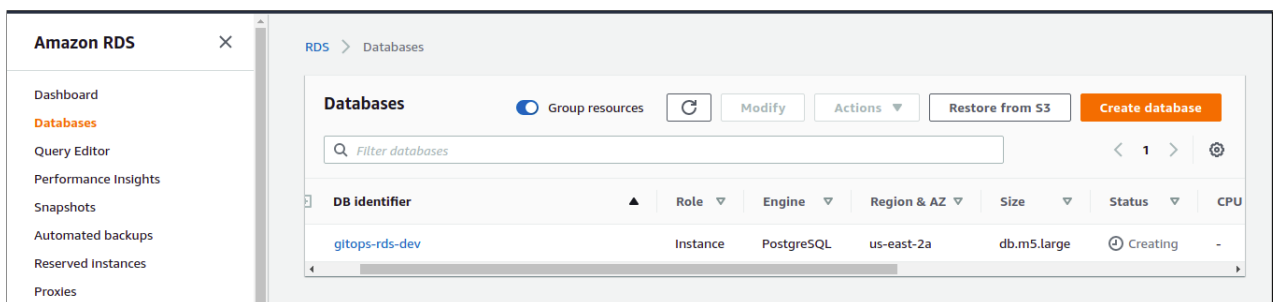 Amazon RDS
Dashboard
Databases
Query Editor
Performance Insights
Snapshots
Automated backups
Reserved instances
Proxies
RDS > Databases
Databases Group resources Modify Actions Restore from S3 Create database
Filter databases 1
DB identifier Role Engine Region & AZ Size Status CPU
gitops-rds-dev Instance PostgreSQL us-east-2a db.m5.large Creating -